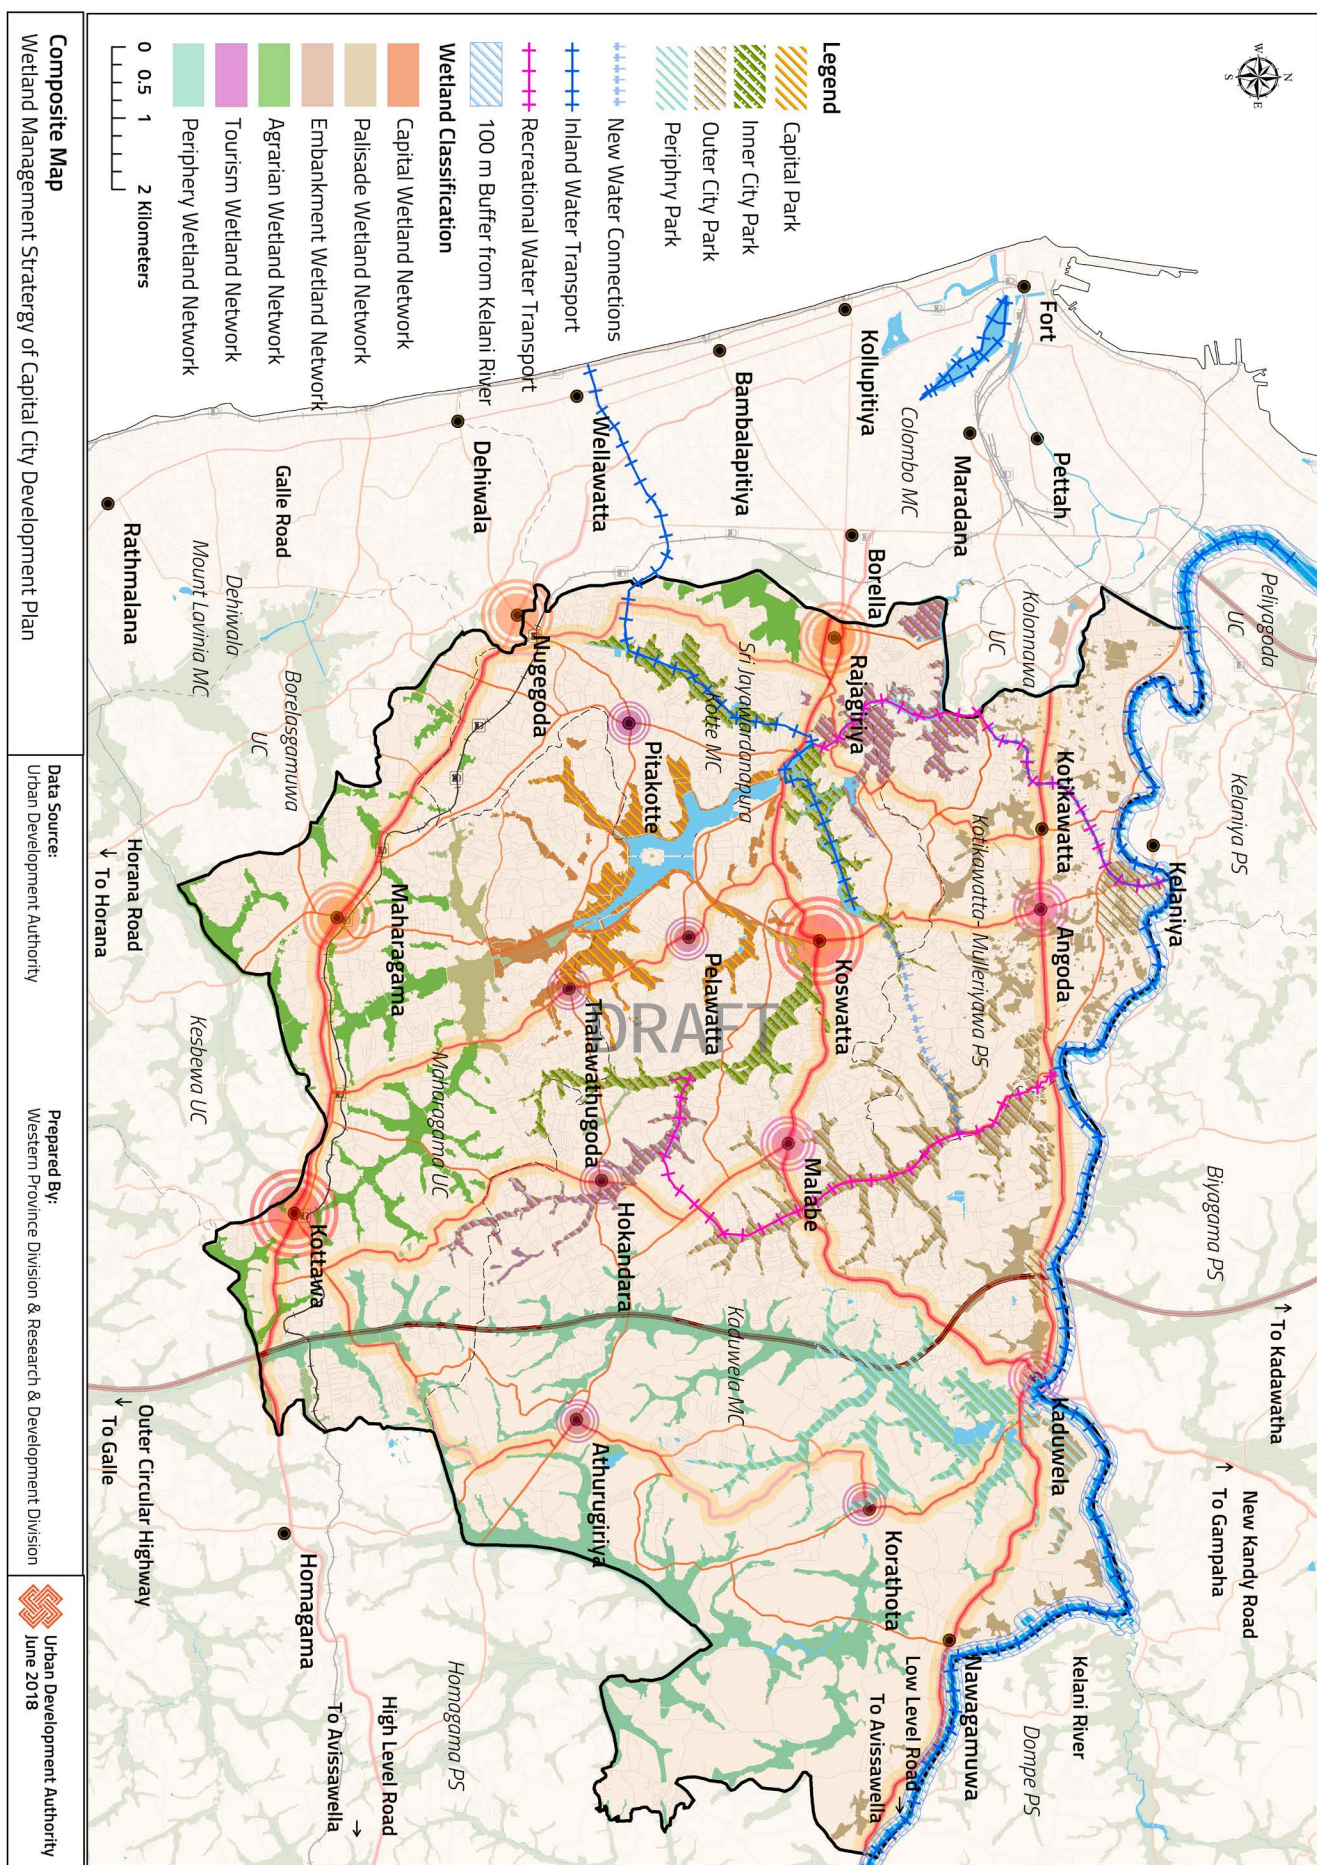 Legend
Capital Park
Inner City Park
Outer City Park
Periphry Park
New Water Connections
Inland Water Transport
Recreational Water Transport
100 m Buffer from Kelani River
Wetland Classification
Capital Wetland Network
Palisade Wetland Network
Embankment Wetland Network
Agrarian Wetland Network
Tourism Wetland Network
Periphery Wetland Network
0 0.5 1 2 Kilometers
N
W
E
S
Peliyagoda
UC
Kelaniya PS
Kelaniya
Biyagama PS
To Kadawatha
New Kandy Road
To Gampaha
Kelani River
Dompe PS
Fort
Pettah
Maradana
Kolonnawa
UC
Kotikawatta
Angoda
Kotikawatta- Mulleriyawa PS
Kaduwela
Nawagamuwa
Low Level Road
To Avissawella
Kollupitiya
Colombo MC
Borella
Rajagiriya
Koswatta
Malabe
Korathota
Bambalapitiya
Sri Jayawardanapura
Kotte MC
Pelawatta
Kaduwela MC
DRAFT
Wellawatta
Pitakotte
Thalawathugoda
Hokandara
Athurugiriya
Dehiwala
Nugegoda
Maharagama
Maharagama UC
Kottawa
Homagama PS
Galle Road
Borelasgamuwa
UC
Homagama
High Level Road
To Avissawella
Dehiwala
Mount Lavinia MC
Kesbewa UC
Rathmalana
Horana Road
To Horana
Outer Circular Highway
To Galle
Composite Map
Wetland Management Stratergy of Capital City Development Plan
Data Source:
Urban Development Authority
Prepared By:
Western Province Division & Research & Development Division
Urban Development Authority
June 2018